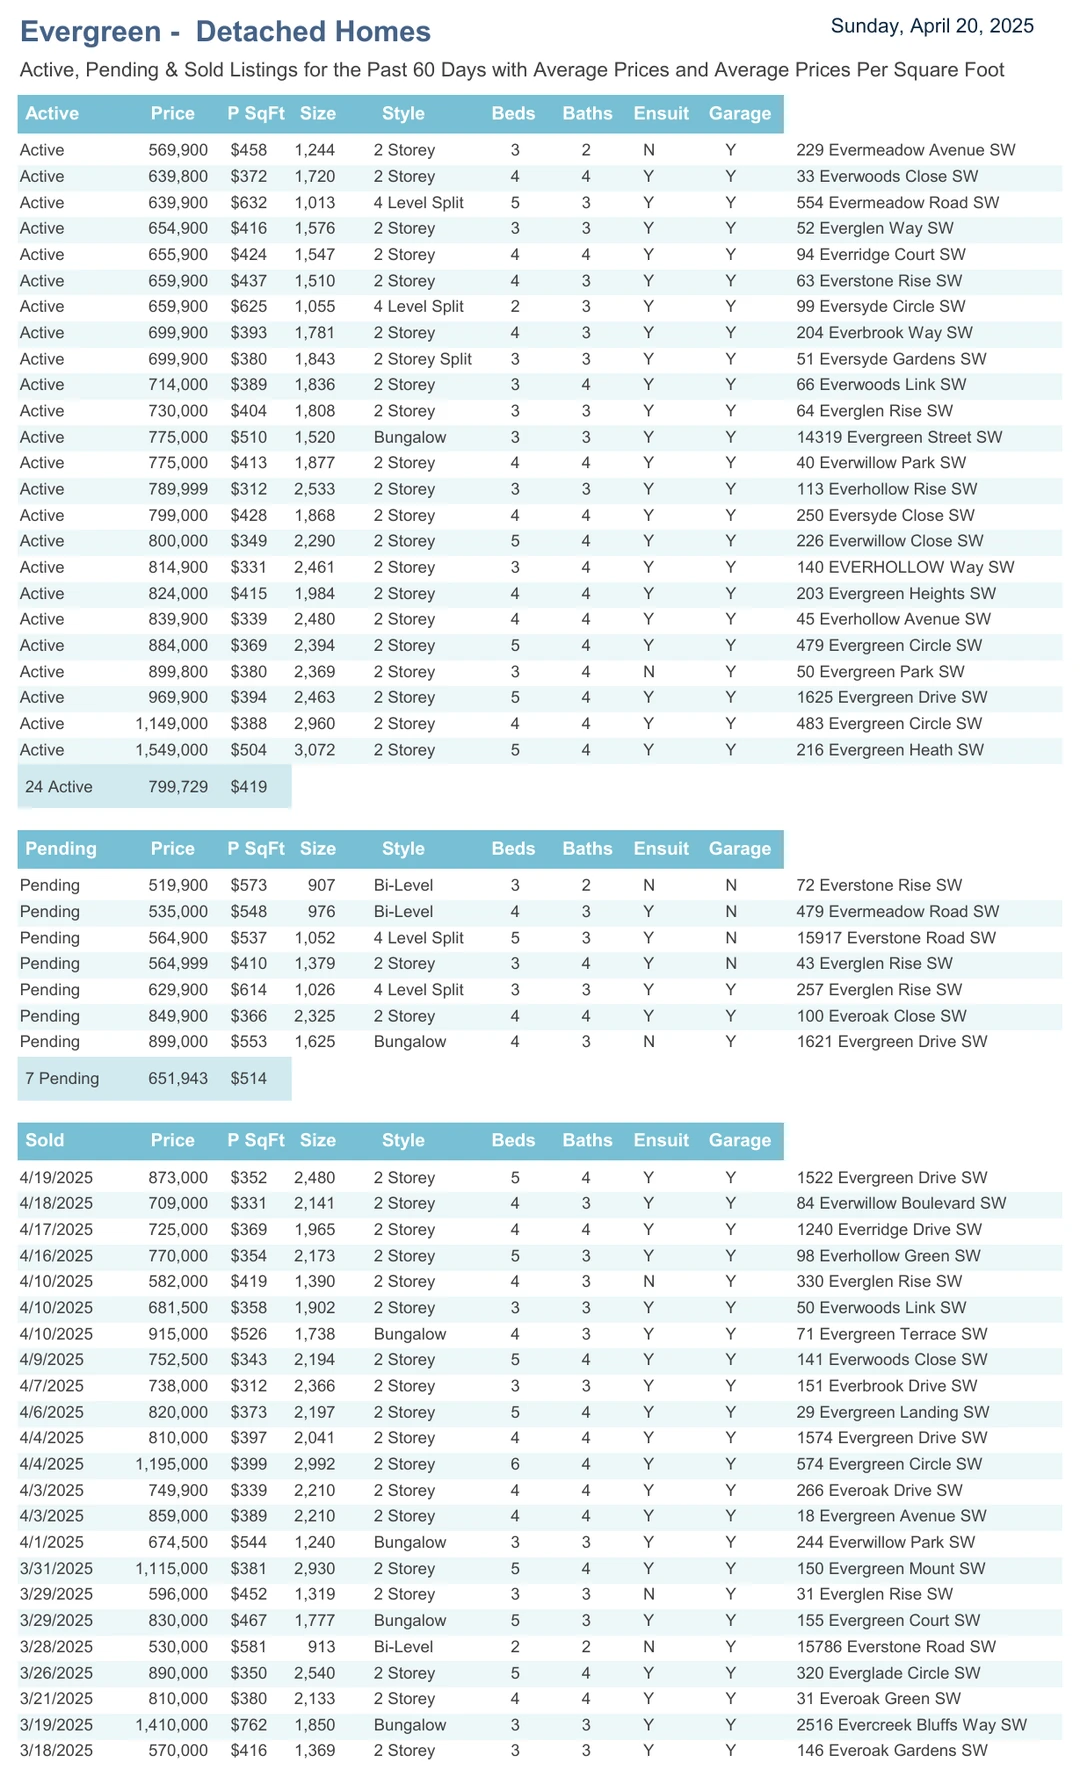 Evergreen - Detached Homes Sunday, April 20, 2025
Active, Pending & Sold Listings for the Past 60 Days with Average Prices and Average Prices Per Square Foot
Active Price P SqFt Size Style Beds Baths Ensuit Garage
Active 569,900 $458 1,244 2 Storey 3 2 N Y 229 Evermeadow Avenue SW
Active 639,800 $372 1,720 2 Storey 4 4 Y Y 33 Everwoods Close SW
Active 639,900 $632 1,013 4 Level Split 5 3 Y Y 554 Evermeadow Road SW
Active 654,900 $416 1,576 2 Storey 3 3 Y Y 52 Everglen Way SW
Active 655,900 $424 1,547 2 Storey 4 4 Y Y 94 Everridge Court SW
Active 659,900 $437 1,510 2 Storey 4 3 Y Y 63 Everstone Rise SW
Active 659,900 $625 1,055 4 Level Split 2 3 Y Y 99 Eversyde Circle SW
Active 699,900 $393 1,781 2 Storey 4 3 Y Y 204 Everbrook Way SW
Active 699,900 $380 1,843 2 Storey Split 3 3 Y Y 51 Eversyde Gardens SW
Active 714,000 $389 1,836 2 Storey 3 4 Y Y 66 Everwoods Link SW
Active 730,000 $404 1,808 2 Storey 3 3 Y Y 64 Everglen Rise SW
Active 775,000 $510 1,520 Bungalow 3 3 Y Y 14319 Evergreen Street SW
Active 775,000 $413 1,877 2 Storey 4 4 Y Y 40 Everwillow Park SW
Active 789,999 $312 2,533 2 Storey 3 3 Y Y 113 Everhollow Rise SW
Active 799,000 $428 1,868 2 Storey 4 4 Y Y 250 Eversyde Close SW
Active 800,000 $349 2,290 2 Storey 5 4 Y Y 226 Everwillow Close SW
Active 814,900 $331 2,461 2 Storey 3 4 Y Y 140 EVERHOLLOW Way SW
Active 824,000 $415 1,984 2 Storey 4 4 Y Y 203 Evergreen Heights SW
Active 839,900 $339 2,480 2 Storey 4 4 Y Y 45 Everhollow Avenue SW
Active 884,000 $369 2,394 2 Storey 5 4 Y Y 479 Evergreen Circle SW
Active 899,800 $380 2,369 2 Storey 3 4 N Y 50 Evergreen Park SW
Active 969,900 $394 2,463 2 Storey 5 4 Y Y 1625 Evergreen Drive SW
Active 1,149,000 $388 2,960 2 Storey 4 4 Y Y 483 Evergreen Circle SW
Active 1,549,000 $504 3,072 2 Storey 5 4 Y Y 216 Evergreen Heath SW
24 Active 799,729 $419
Pending Price P SqFt Size Style Beds Baths Ensuit Garage
Pending 519,900 $573 907 Bi-Level 3 2 N N 72 Everstone Rise SW
Pending 535,000 $548 976 Bi-Level 4 3 Y N 479 Evermeadow Road SW
Pending 564,900 $537 1,052 4 Level Split 5 3 Y N 15917 Everstone Road SW
Pending 564,999 $410 1,379 2 Storey 3 4 Y N 43 Everglen Rise SW
Pending 629,900 $614 1,026 4 Level Split 3 3 Y Y 257 Everglen Rise SW
Pending 849,900 $366 2,325 2 Storey 4 4 Y Y 100 Everoak Close SW
Pending 899,000 $553 1,625 Bungalow 4 3 N Y 1621 Evergreen Drive SW
7 Pending 651,943 $514
Sold Price P SqFt Size Style Beds Baths Ensuit Garage
4/19/2025 873,000 $352 2,480 2 Storey 5 4 Y Y 1522 Evergreen Drive SW
4/18/2025 709,000 $331 2,141 2 Storey 4 3 Y Y 84 Everwillow Boulevard SW
4/17/2025 725,000 $369 1,965 2 Storey 4 4 Y Y 1240 Everridge Drive SW
4/16/2025 770,000 $354 2,173 2 Storey 5 3 Y Y 98 Everhollow Green SW
4/10/2025 582,000 $419 1,390 2 Storey 4 3 N Y 330 Everglen Rise SW
4/10/2025 681,500 $358 1,902 2 Storey 3 3 Y Y 50 Everwoods Link SW
4/10/2025 915,000 $526 1,738 Bungalow 4 3 Y Y 71 Evergreen Terrace SW
4/9/2025 752,500 $343 2,194 2 Storey 5 4 Y Y 141 Everwoods Close SW
4/7/2025 738,000 $312 2,366 2 Storey 3 3 Y Y 151 Everbrook Drive SW
4/6/2025 820,000 $373 2,197 2 Storey 5 4 Y Y 29 Evergreen Landing SW
4/4/2025 810,000 $397 2,041 2 Storey 4 4 Y Y 1574 Evergreen Drive SW
4/4/2025 1,195,000 $399 2,992 2 Storey 6 4 Y Y 574 Evergreen Circle SW
4/3/2025 749,900 $339 2,210 2 Storey 4 4 Y Y 266 Everoak Drive SW
4/3/2025 859,000 $389 2,210 2 Storey 4 4 Y Y 18 Evergreen Avenue SW
4/1/2025 674,500 $544 1,240 Bungalow 3 3 Y Y 244 Everwillow Park SW
3/31/2025 1,115,000 $381 2,930 2 Storey 5 4 Y Y 150 Evergreen Mount SW
3/29/2025 596,000 $452 1,319 2 Storey 3 3 N Y 31 Everglen Rise SW
3/29/2025 830,000 $467 1,777 Bungalow 5 3 Y Y 155 Evergreen Court SW
3/28/2025 530,000 $581 913 Bi-Level 2 2 N Y 15786 Everstone Road SW
3/26/2025 890,000 $350 2,540 2 Storey 5 4 Y Y 320 Everglade Circle SW
3/21/2025 810,000 $380 2,133 2 Storey 4 4 Y Y 31 Everoak Green SW
3/19/2025 1,410,000 $762 1,850 Bungalow 3 3 Y Y 2516 Evercreek Bluffs Way SW
3/18/2025 570,000 $416 1,369 2 Storey 3 3 Y Y 146 Everoak Gardens SW